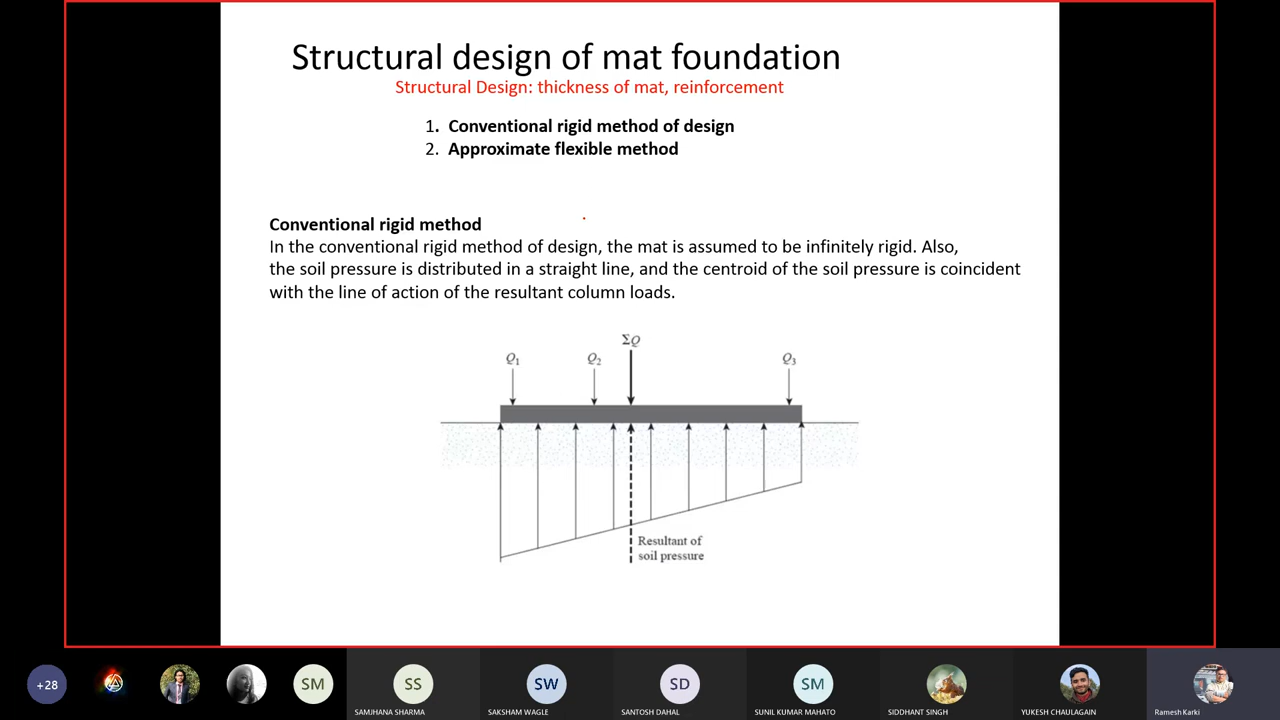 Structural design of mat foundation
Structural Design: thickness of mat, reinforcement
1. Conventional rigid method of design
2. Approximate flexible method
Conventional rigid method
In the conventional rigid method of design, the mat is assumed to be infinitely rigid. Also,
the soil pressure is distributed in a straight line, and the centroid of the soil pressure is coincident
with the line of action of the resultant column loads.
ΣQ
Q1 Q2 Q3
Resultant of
soil pressure
+28 SM SS SW SD SM
SAMJHANA SHARMA SAKSHAM WAGLE SANTOSH DAHAL SUNIL KUMAR MAHATO SIDDHANT SINGH YUKESH CHAULAGAIN Ramesh Karki